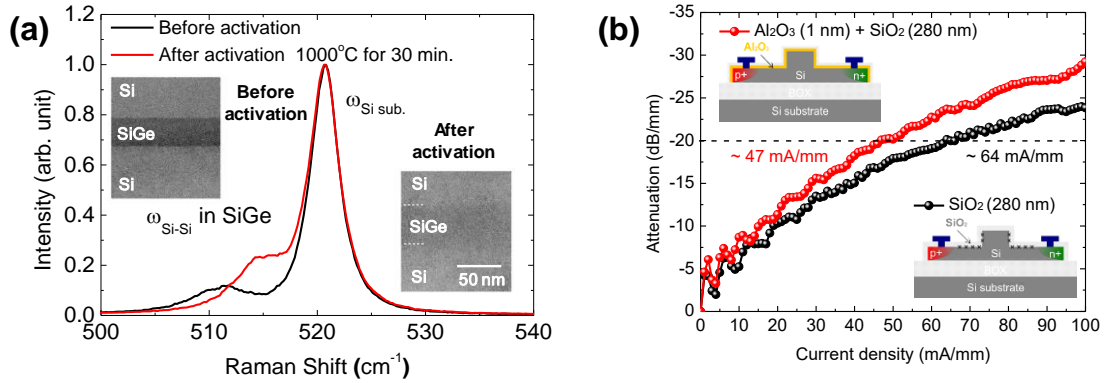 (a)
Before activation
After activation 1000°C for 30 min.
Si
SiGe
Si
Before
activation
ωSi sub.
After
activation
Si
SiGe
Si
50 nm
ωSi-Si in SiGe
Intensity (arb. unit)
1.0
0.8
0.6
0.4
0.2
0.0
500 510 520 530 540
Raman Shift (cm-1)
(b)
Al2O3 (1 nm) + SiO2 (280 nm)
Al2O3
p+
Si
n+
BOX
Si substrate
~ 47 mA/mm
~ 64 mA/mm
SiO2 (280 nm)
SiO2
p+
Si
n+
BOX
Si substrate
Attenuation (dB/mm)
-35
-30
-25
-20
-15
-10
-5
0
0 10 20 30 40 50 60 70 80 90 100
Current density (mA/mm)